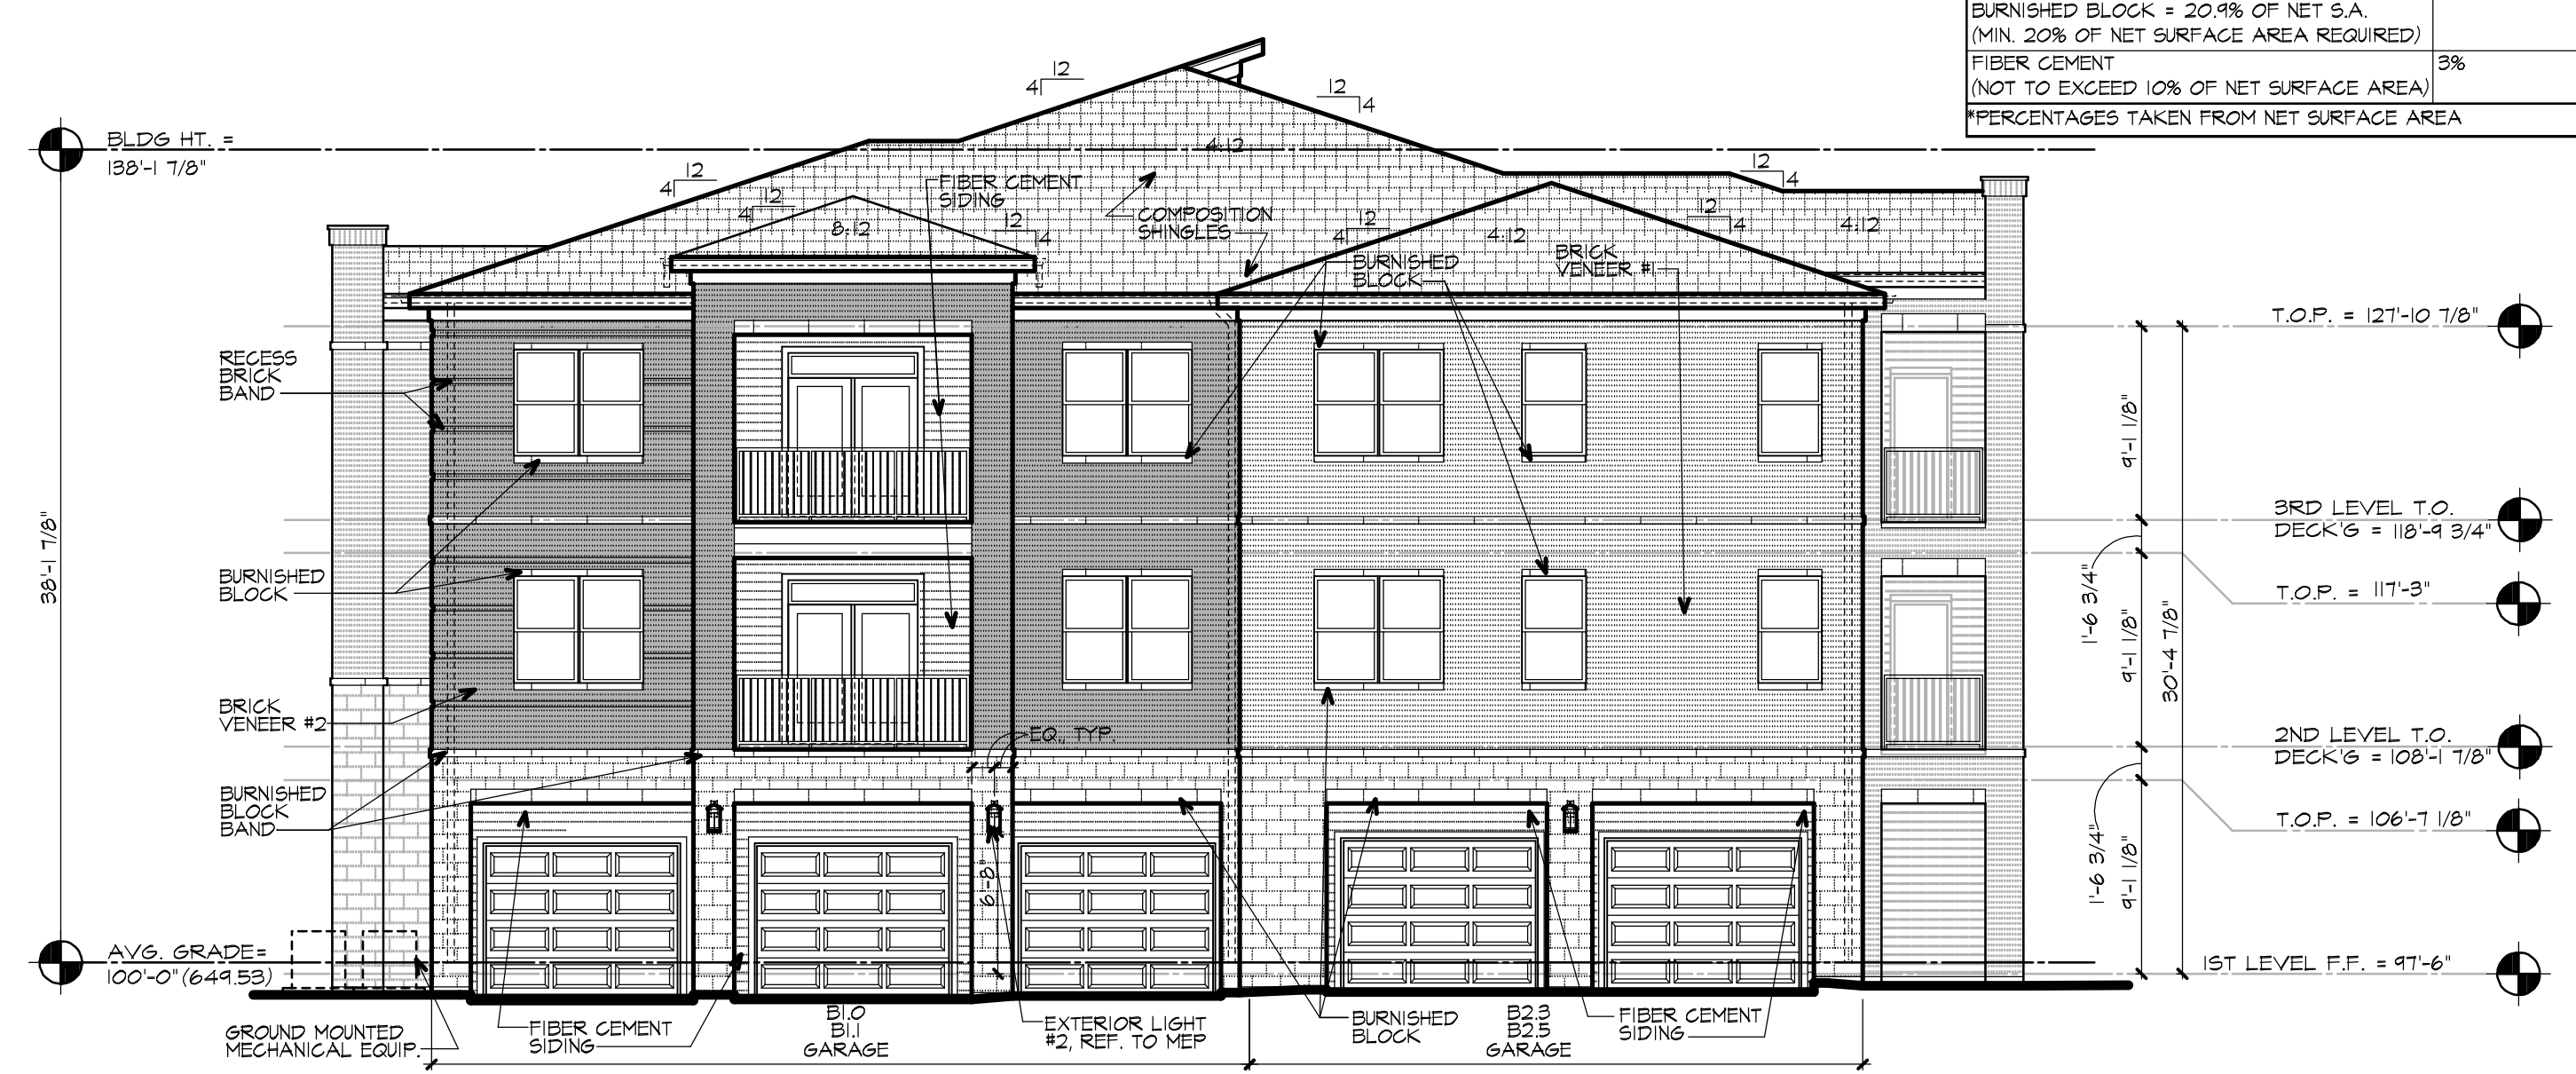 BURNISHED BLOCK = 20.9% OF NET S.A.
(MIN. 20% OF NET SURFACE AREA REQUIRED)
FIBER CEMENT 3%
(NOT TO EXCEED 10% OF NET SURFACE AREA)
*PERCENTAGES TAKEN FROM NET SURFACE AREA
12
4
12
4
BLDG HT. =
138'-1 7/8"
4:12
12
4
12
4
12
4
8:12
12
4
FIBER CEMENT
SIDING
COMPOSITION
SHINGLES
12
4
4:12
12
4
4:12
BURNISHED
BLOCK
BRICK
VENEER #1
T.O.P. = 127'-10 7/8"
RECESS
BRICK
BAND
9'-1 1/8"
3RD LEVEL T.O.
DECK'G = 118'-9 3/4"
38'-1 7/8"
BURNISHED
BLOCK
1'-6 3/4"
T.O.P. = 117'-3"
9'-1 1/8"
30'-4 7/8"
BRICK
VENEER #2
EQ., TYP.
2ND LEVEL T.O.
DECK'G = 108'-1 7/8"
BURNISHED
BLOCK
BAND
1'-6 3/4"
T.O.P. = 106'-7 1/8"
9'-1 1/8"
6'-8"
AVG. GRADE=
100'-0" (649.53)
1ST LEVEL F.F. = 97'-6"
GROUND MOUNTED
MECHANICAL EQUIP.
FIBER CEMENT
SIDING
B1.0
B1.1
GARAGE
EXTERIOR LIGHT
#2, REF. TO MEP
BURNISHED
BLOCK
B2.3
B2.5
GARAGE
FIBER CEMENT
SIDING